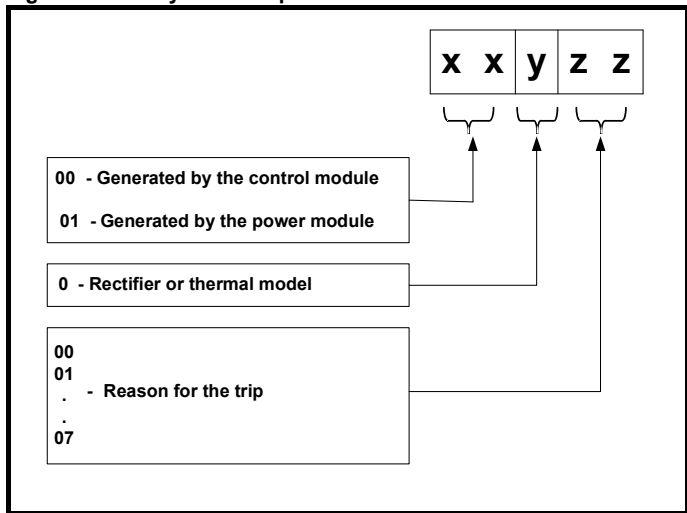 x x y z z
00 - Generated by the control module
01 - Generated by the power module
0 - Rectifier or thermal model
00
01
. - Reason for the trip
.
07